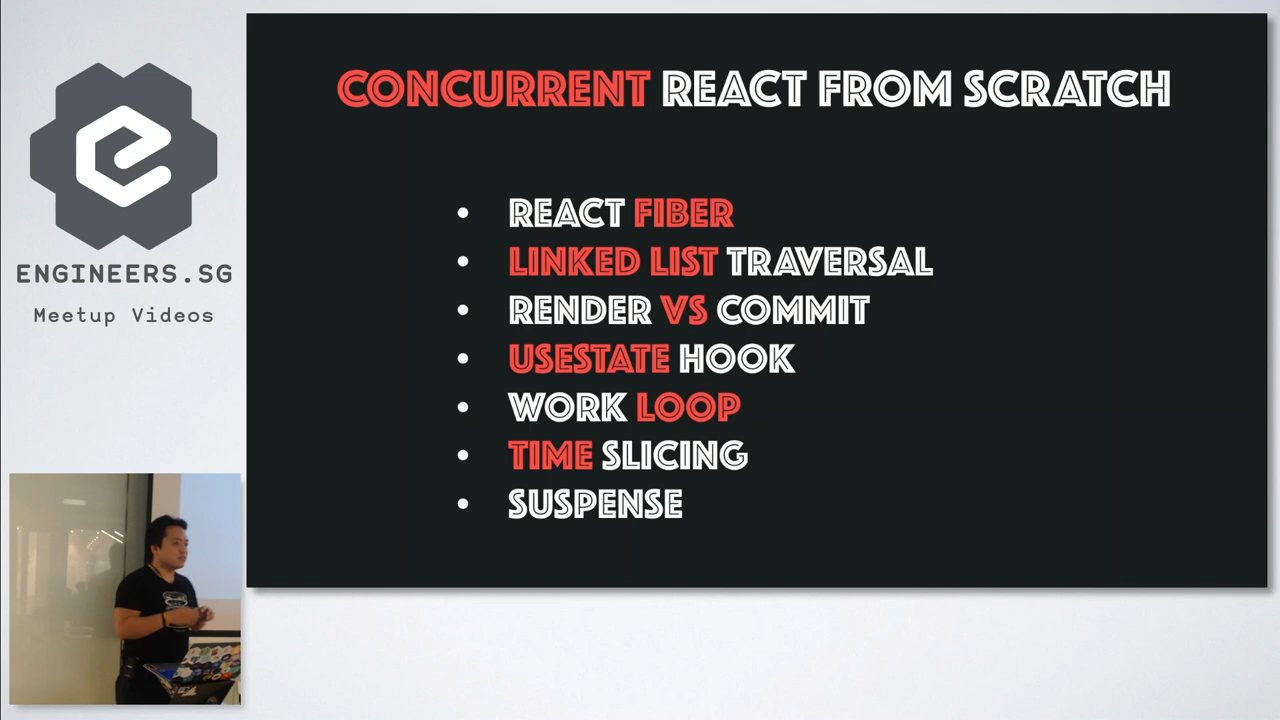 CONCURRENT REACT FROM SCRATCH
• REACT FIBER
• LINKED LIST TRAVERSAL
• RENDER VS COMMIT
• USESTATE HOOK
• WORK LOOP
• TIME SLICING
• SUSPENSE
ENGINEERS.SG
Meetup Videos